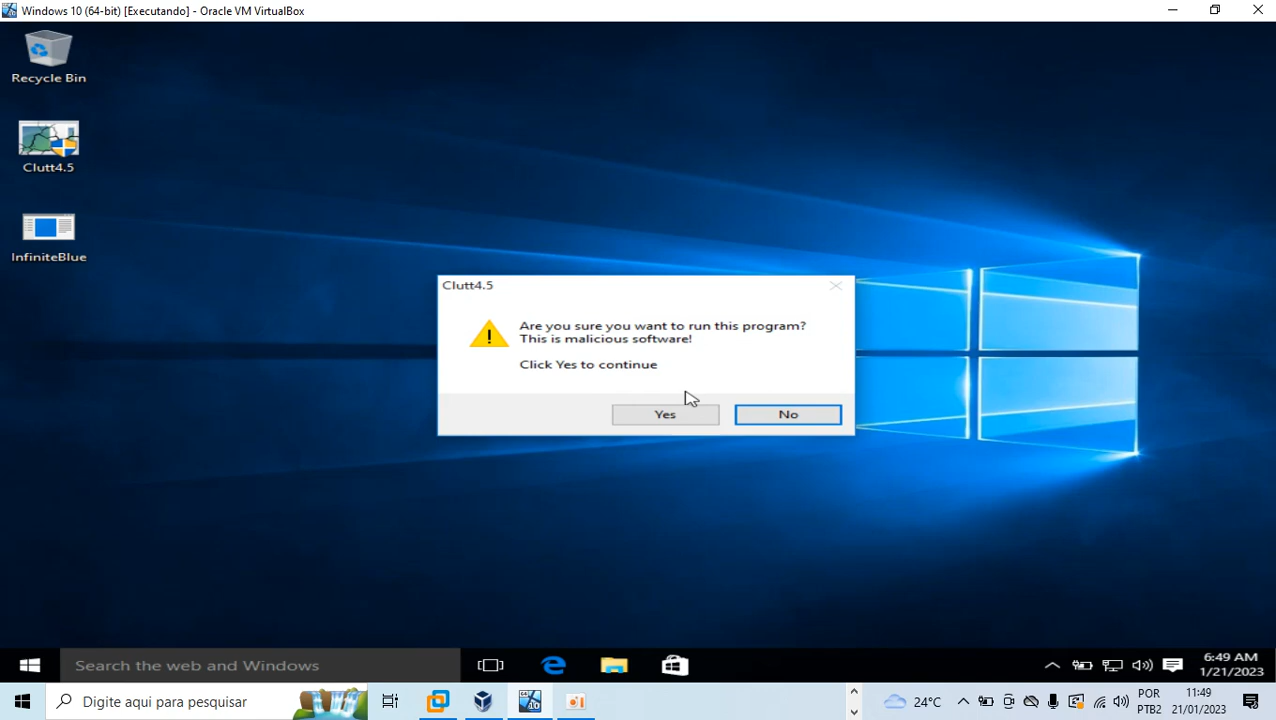 Windows 10 (64-bit) [Executando] - Oracle VM VirtualBox
Recycle Bin
Clutt4.5
InfiniteBlue
Clutt4.5
Are you sure you want to run this program?
This is malicious software!
Click Yes to continue
Yes
No
Search the web and Windows
6:49 AM
1/21/2023
Digite aqui para pesquisar
24°C
POR
PTB2
11:49
21/01/2023